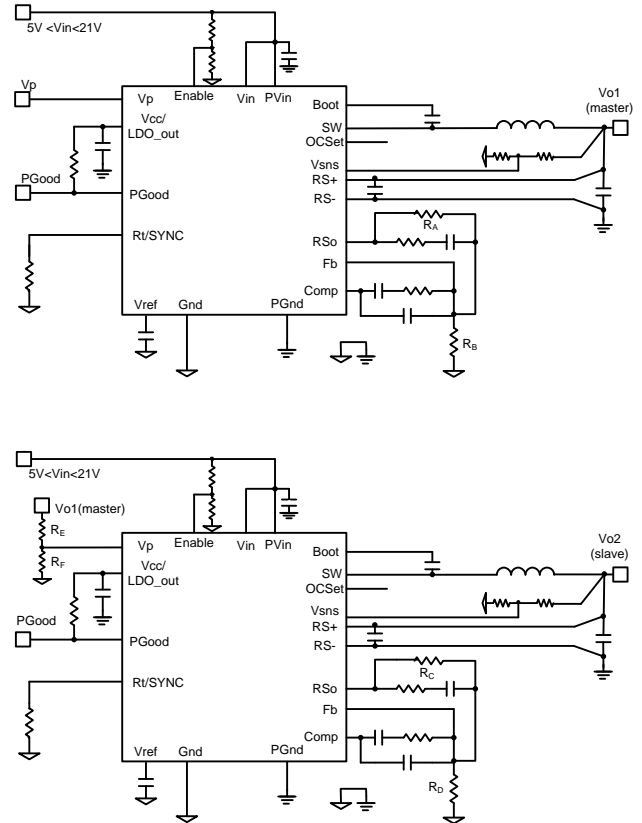 5V <Vin<21V
Vp
Vp
Enable
Vin
PVin
Boot
Vo1
(master)
Vcc/
LDO_out
SW
OCSet
Vsns
PGood
PGood
RS+
RS-
RA
Rt/SYNC
RSo
Fb
Comp
Vref
Gnd
PGnd
RB
5V<Vin<21V
Vo1(master)
RE
RF
Vp
Enable
Vin
PVin
Boot
Vo2
(slave)
Vcc/
LDO_out
SW
OCSet
Vsns
PGood
PGood
RS+
RS-
RC
Rt/SYNC
RSo
Fb
Comp
Vref
Gnd
PGnd
RD